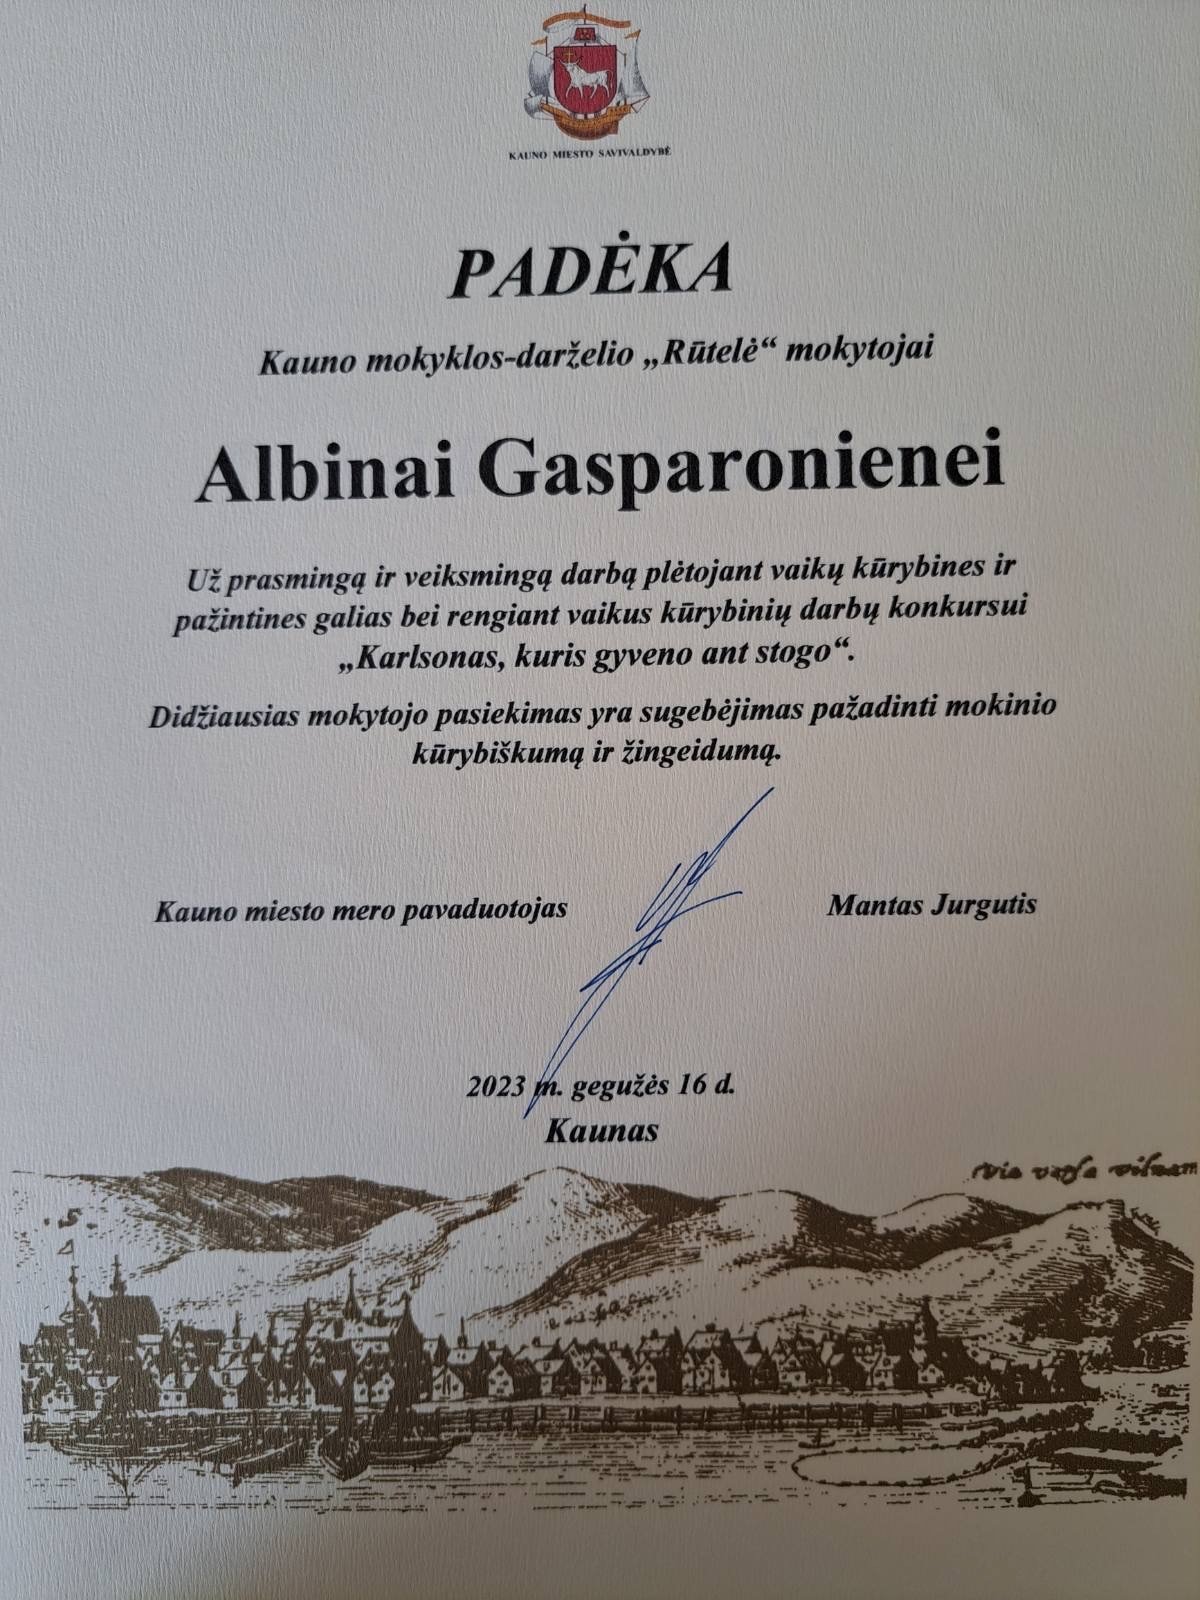 KAUNO MIESTO SAVIVALDYBĖ
PADĖKA
Kauno mokyklos-darželio „Rūtelė“ mokytojai
Albinai Gasparonienei
Už prasmingą ir veiksmingą darbą plėtojant vaikų kūrybines ir
pažintines galias bei rengiant vaikus kūrybinių darbų konkursui
„Karlsonas, kuris gyveno ant stogo“.
Didžiausias mokytojo pasiekimas yra sugebėjimas pažadinti mokinio
kūrybiškumą ir žingeidumą.
Kauno miesto mero pavaduotojas Mantas Jurgutis
2023 m. gegužės 16 d.
Kaunas
via vilnam